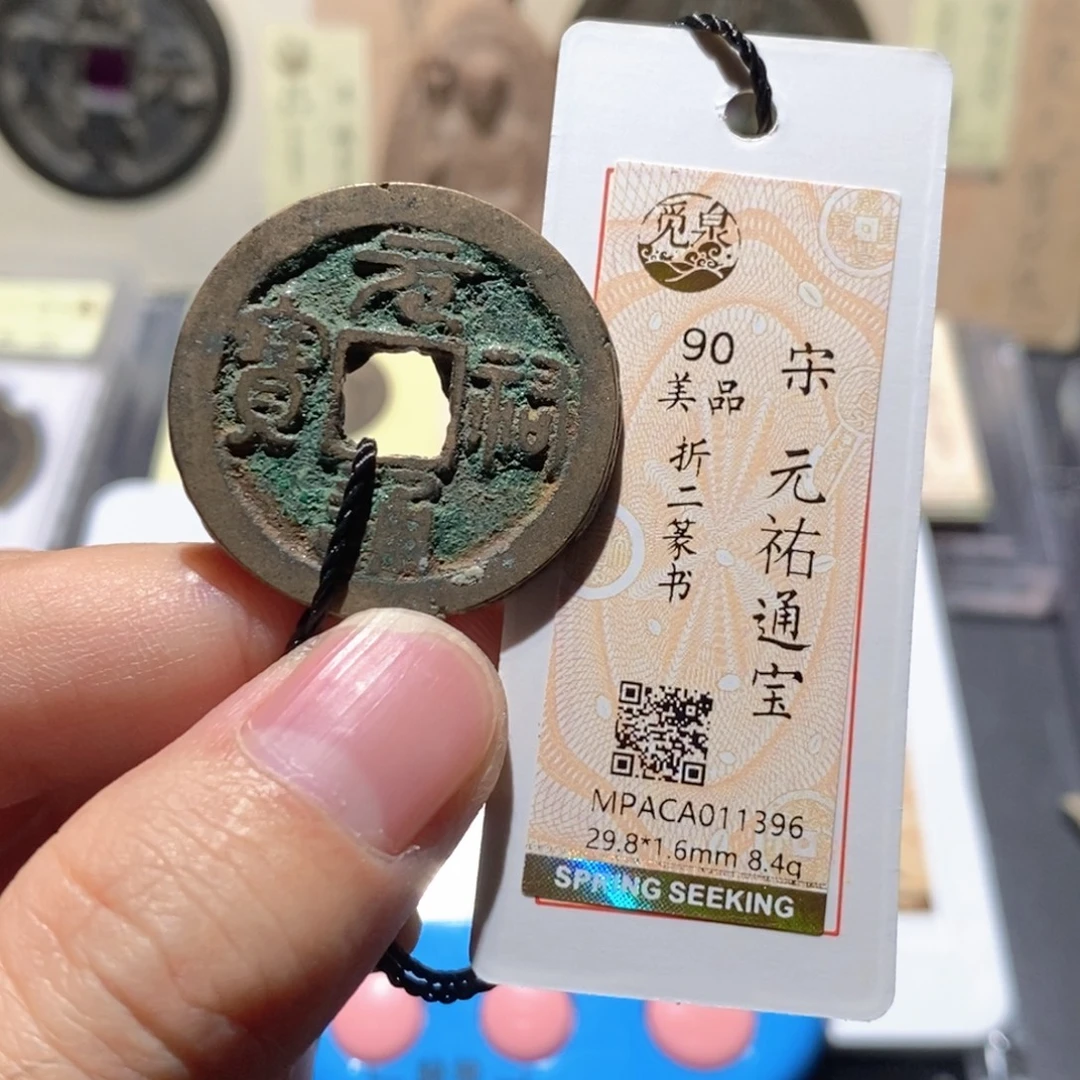 元
祐
通
寶
觅泉
90
美品
折二篆书
宋 元祐通宝
MPACA011396
29.8*1.6mm 8.4g
SPRING SEEKING